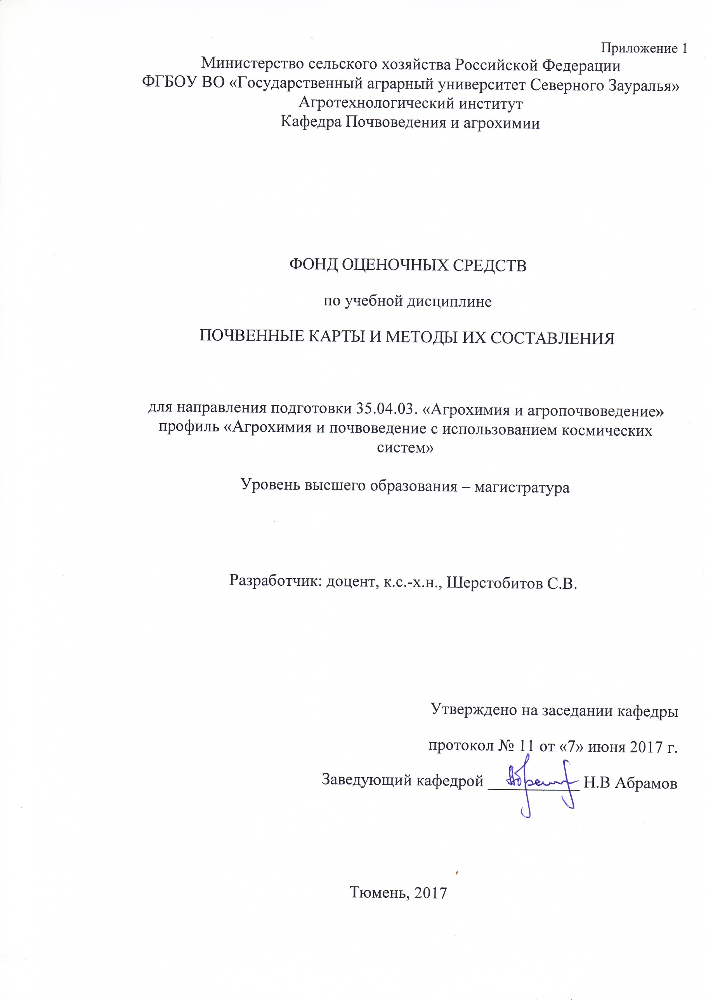 Приложение 1
Министерство сельского хозяйства Российской Федерации
ФГБОУ ВО «Государственный аграрный университет Северного Зауралья»
Агротехнологический институт
Кафедра Почвоведения и агрохимии
ФОНД ОЦЕНОЧНЫХ СРЕДСТВ
по учебной дисциплине
ПОЧВЕННЫЕ КАРТЫ И МЕТОДЫ ИХ СОСТАВЛЕНИЯ
для направления подготовки 35.04.03. «Агрохимия и агропочвоведение»
профиль «Агрохимия и почвоведение с использованием космических
систем»
Уровень высшего образования – магистратура
Разработчик: доцент, к.с.-х.н., Шерстобитов С.В.
Утверждено на заседании кафедры
протокол № 11 от «7» июня 2017 г.
Заведующий кафедрой ___________ Н.В Абрамов
Тюмень, 2017